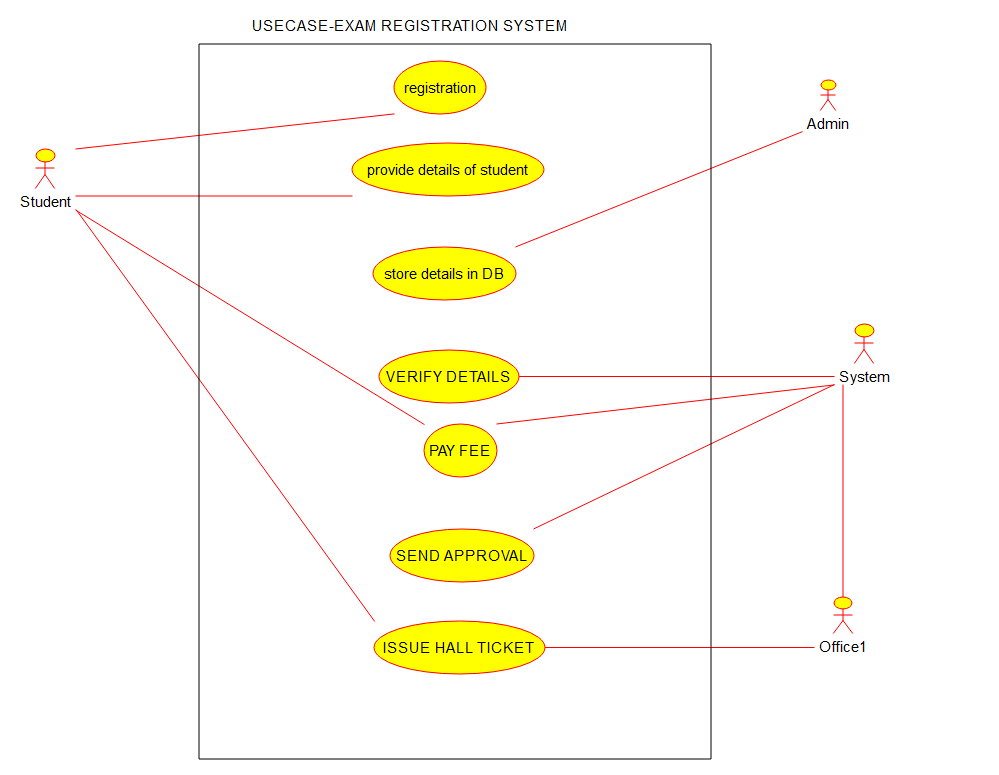 USECASE-EXAM REGISTRATION SYSTEM
registration
Admin
provide details of student
Student
store details in DB
VERIFY DETAILS
System
PAY FEE
SEND APPROVAL
ISSUE HALL TICKET
Office1